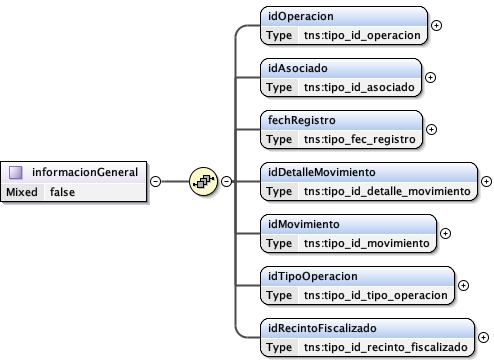 idOperacion
Type tns:tipo_id_operacion
idAsociado
Type tns:tipo_id_asociado
fechRegistro
Type tns:tipo_fec_registro
informacionGeneral
Mixed false
idDetalleMovimiento
Type tns:tipo_id_detalle_movimiento
idMovimiento
Type tns:tipo_id_movimiento
idTipoOperacion
Type tns:tipo_id_tipo_operacion
idRecintoFiscalizado
Type tns:tipo_id_recinto_fiscalizado